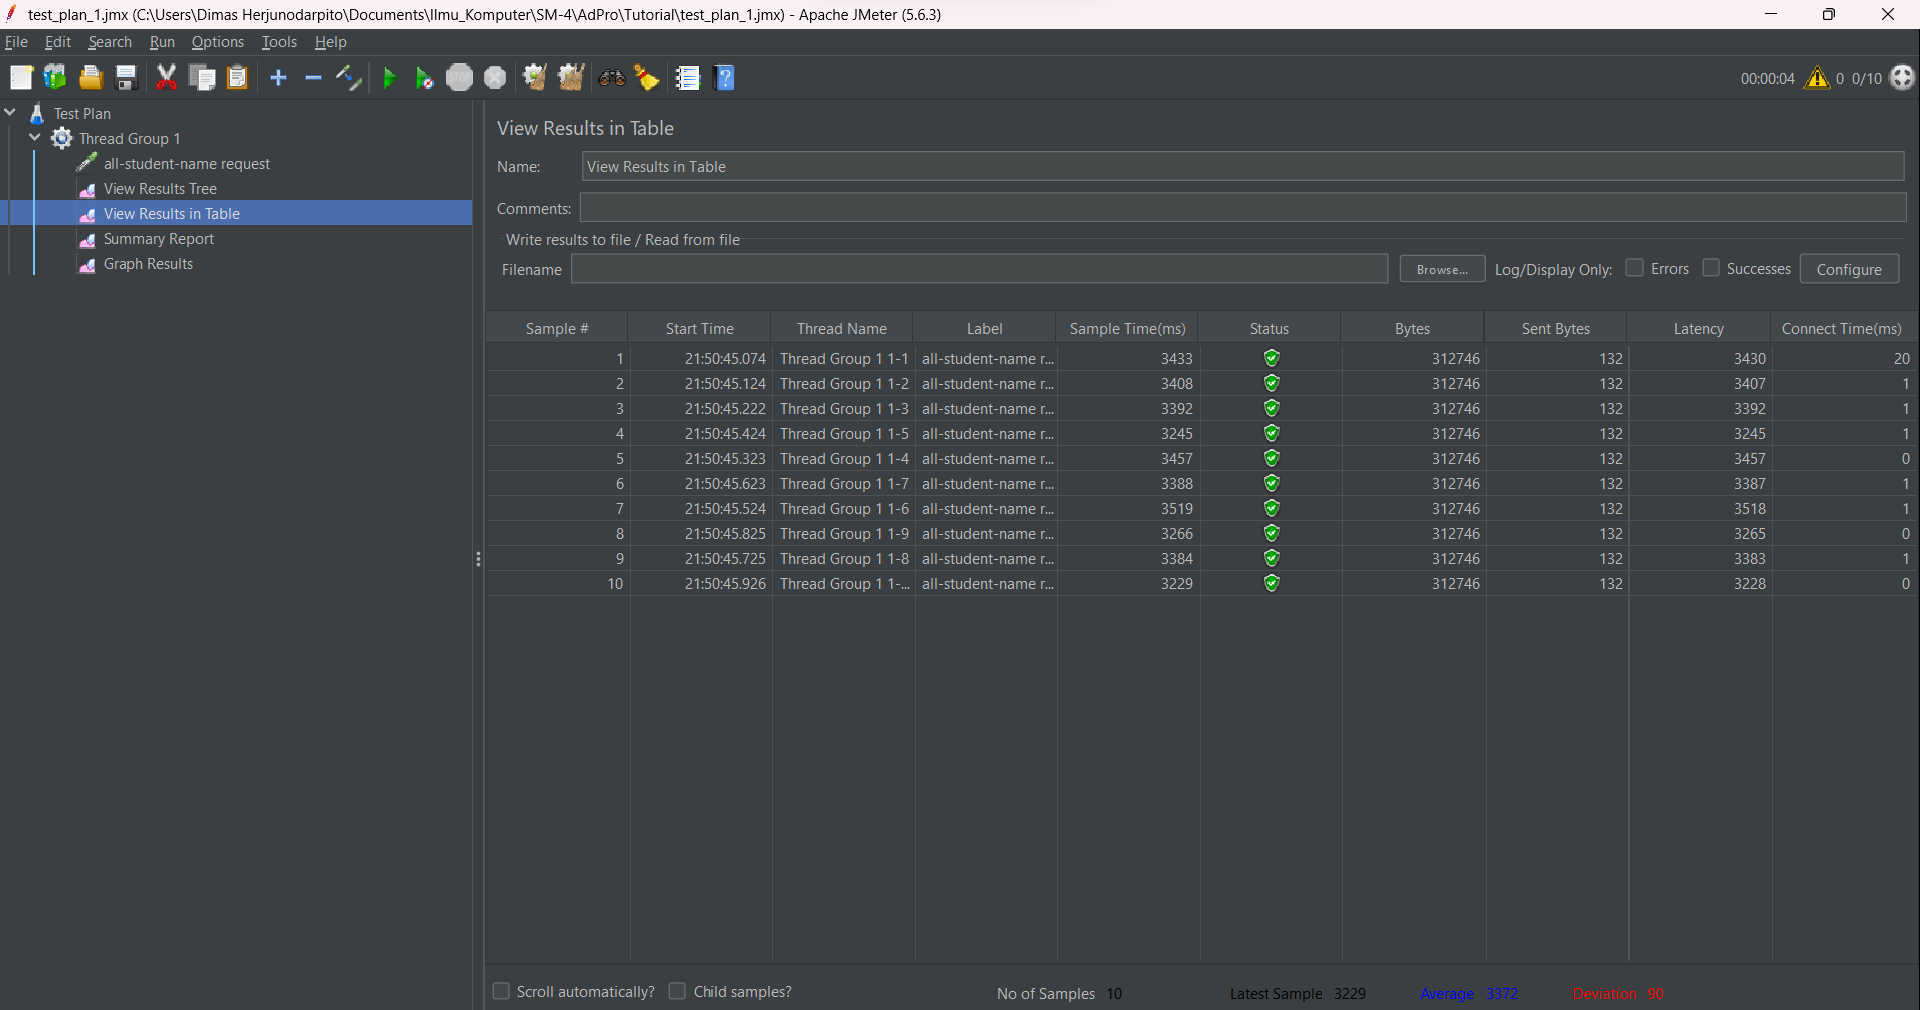 test_plan_1.jmx (C:\Users\Dimas Herjunodarpito\Documents\Ilmu_Komputer\SM-4\AdPro\Tutorial\test_plan_1.jmx) - Apache JMeter (5.6.3)
File Edit Search Run Options Tools Help
STOP 00:00:04 0 0/10
Test Plan
Thread Group 1
all-student-name request
View Results Tree
View Results in Table
Summary Report
Graph Results
View Results in Table
Name: View Results in Table
Comments:
Write results to file / Read from file
Filename Browse... Log/Display Only: Errors Successes Configure
Sample # Start Time Thread Name Label Sample Time(ms) Status Bytes Sent Bytes Latency Connect Time(ms)
1 21:50:45.074 Thread Group 1 1-1 all-student-name r... 3433 312746 132 3430 20
2 21:50:45.124 Thread Group 1 1-2 all-student-name r... 3408 312746 132 3407 1
3 21:50:45.222 Thread Group 1 1-3 all-student-name r... 3392 312746 132 3392 1
4 21:50:45.424 Thread Group 1 1-5 all-student-name r... 3245 312746 132 3245 1
5 21:50:45.323 Thread Group 1 1-4 all-student-name r... 3457 312746 132 3457 0
6 21:50:45.623 Thread Group 1 1-7 all-student-name r... 3388 312746 132 3387 1
7 21:50:45.524 Thread Group 1 1-6 all-student-name r... 3519 312746 132 3518 1
8 21:50:45.825 Thread Group 1 1-9 all-student-name r... 3266 312746 132 3265 0
9 21:50:45.725 Thread Group 1 1-8 all-student-name r... 3384 312746 132 3383 1
10 21:50:45.926 Thread Group 1 1-... all-student-name r... 3229 312746 132 3228 0
Scroll automatically? Child samples? No of Samples 10 Latest Sample 3229 Average 3372 Deviation 90